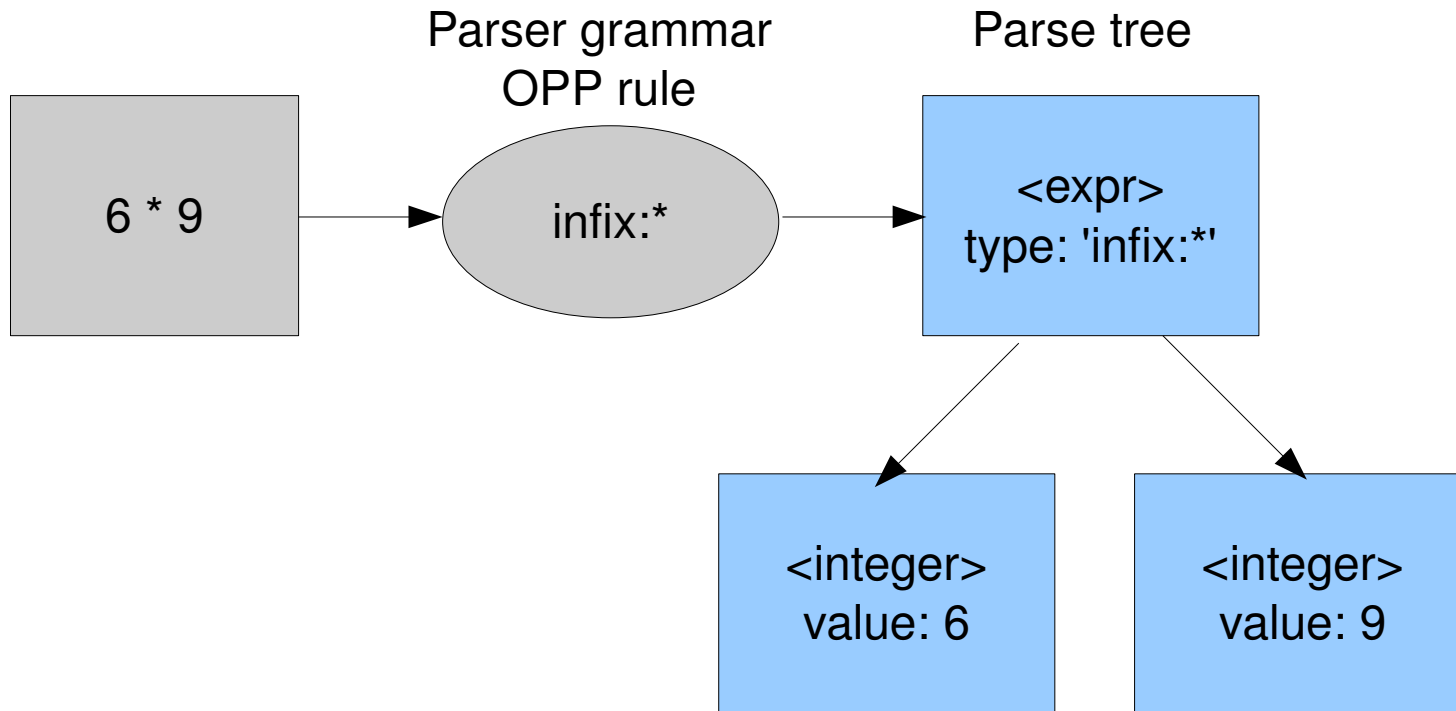 Parser grammar
OPP rule
Parse tree
6 * 9
infix:*
<expr>
type: 'infix:*'
<integer>
value: 6
<integer>
value: 9